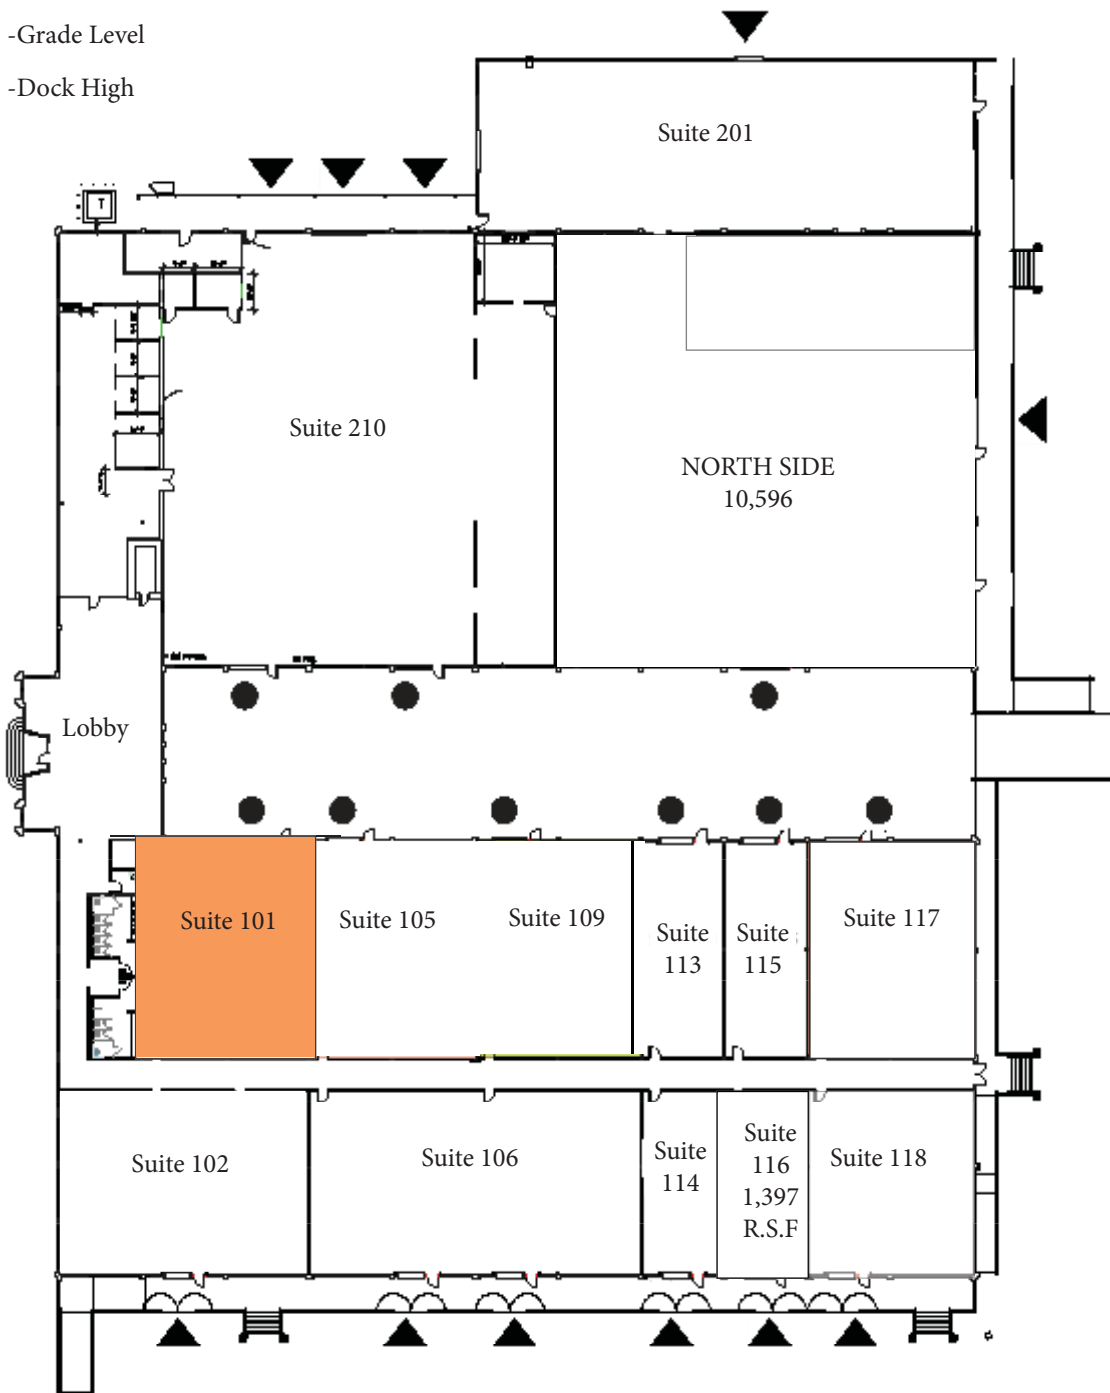 -Grade Level
-Dock High
Suite 201
T
Suite 210
NORTH SIDE
10,596
Lobby
Suite 101
Suite 105
Suite 109
Suite
113
Suite
115
Suite 117
Suite 102
Suite 106
Suite
114
Suite
116
1,397
R.S.F
Suite 118